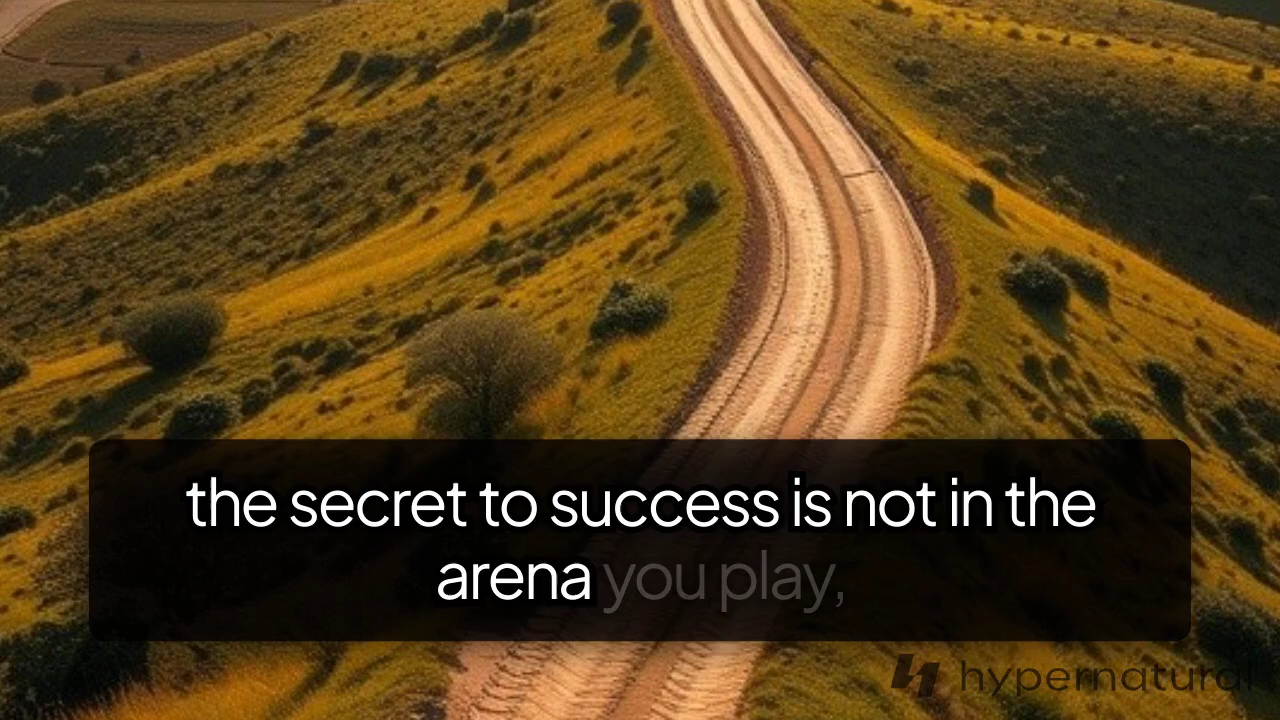 the secret to success is not in the
arena you play,
hypernatural